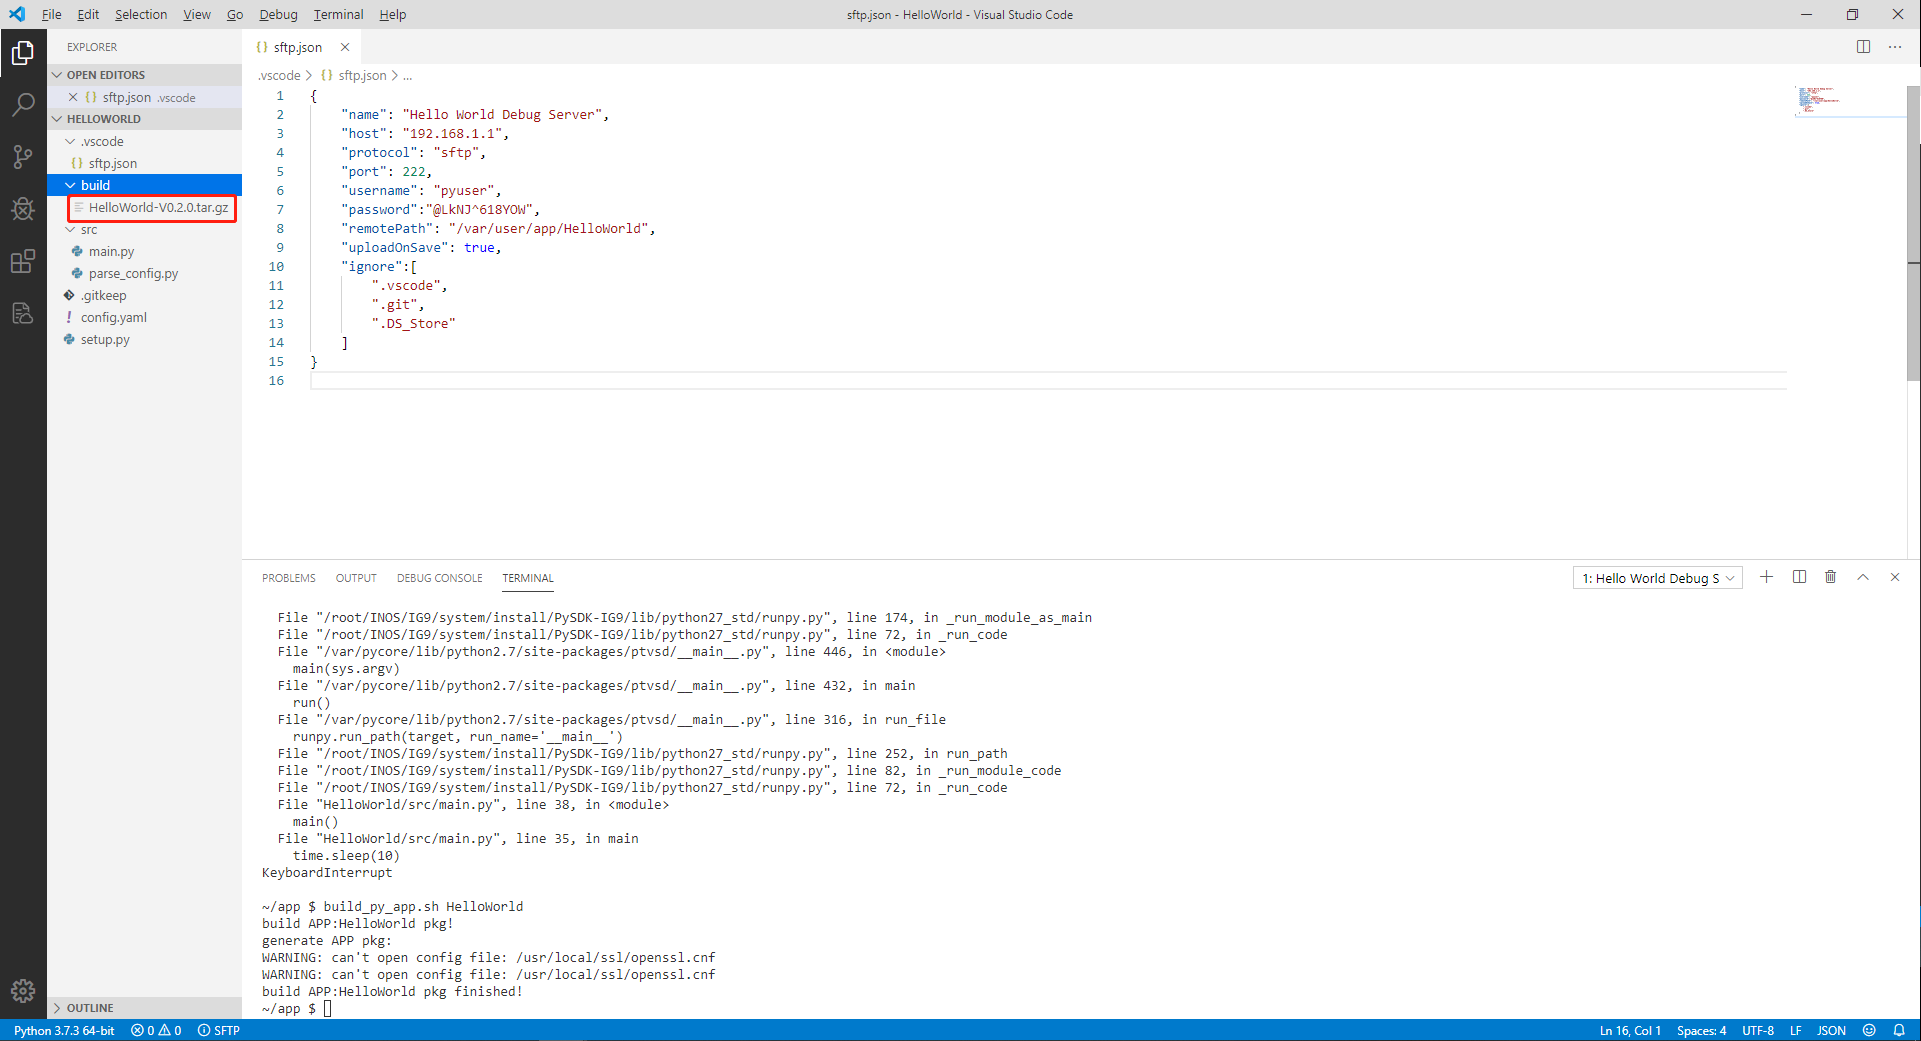 File Edit Selection View Go Debug Terminal Help
sftp.json - HelloWorld - Visual Studio Code
EXPLORER
OPEN EDITORS
{} sftp.json .vscode
HELLOWORLD
.vscode
{} sftp.json
build
HelloWorld-V0.2.0.tar.gz
src
main.py
parse_config.py
.gitkeep
! config.yaml
setup.py
OUTLINE
{} sftp.json
.vscode > {} sftp.json > ...
1 {
2 "name": "Hello World Debug Server",
3 "host": "192.168.1.1",
4 "protocol": "sftp",
5 "port": 222,
6 "username": "pyuser",
7 "password":"@LkNJ^618YOW",
8 "remotePath": "/var/user/app/HelloWorld",
9 "uploadOnSave": true,
10 "ignore":[
11 ".vscode",
12 ".git",
13 ".DS_Store"
14 ]
15 }
16
PROBLEMS OUTPUT DEBUG CONSOLE TERMINAL
1: Hello World Debug S
File "/root/INOS/IG9/system/install/PySDK-IG9/lib/python27_std/runpy.py", line 174, in _run_module_as_main
File "/root/INOS/IG9/system/install/PySDK-IG9/lib/python27_std/runpy.py", line 72, in _run_code
File "/var/pycore/lib/python2.7/site-packages/ptvsd/__main__.py", line 446, in <module>
main(sys.argv)
File "/var/pycore/lib/python2.7/site-packages/ptvsd/__main__.py", line 432, in main
run()
File "/var/pycore/lib/python2.7/site-packages/ptvsd/__main__.py", line 316, in run_file
runpy.run_path(target, run_name='__main__')
File "/root/INOS/IG9/system/install/PySDK-IG9/lib/python27_std/runpy.py", line 252, in run_path
File "/root/INOS/IG9/system/install/PySDK-IG9/lib/python27_std/runpy.py", line 82, in _run_module_code
File "/root/INOS/IG9/system/install/PySDK-IG9/lib/python27_std/runpy.py", line 72, in _run_code
File "HelloWorld/src/main.py", line 38, in <module>
main()
File "HelloWorld/src/main.py", line 35, in main
time.sleep(10)
KeyboardInterrupt
~/app $ build_py_app.sh HelloWorld
build APP:HelloWorld pkg!
generate APP pkg:
WARNING: can't open config file: /usr/local/ssl/openssl.cnf
WARNING: can't open config file: /usr/local/ssl/openssl.cnf
build APP:HelloWorld pkg finished!
~/app $
Python 3.7.3 64-bit 0 0 SFTP
Ln 16, Col 1 Spaces: 4 UTF-8 LF JSON